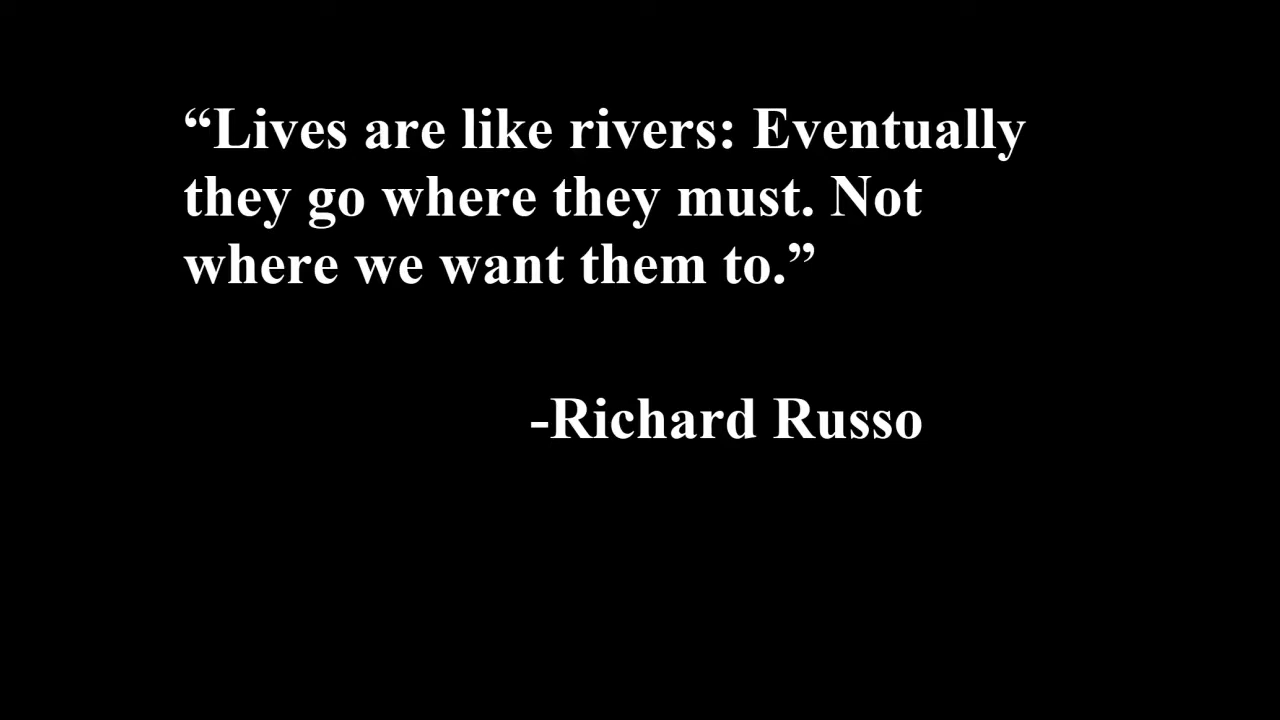 “Lives are like rivers: Eventually
they go where they must. Not
where we want them to.”
-Richard Russo